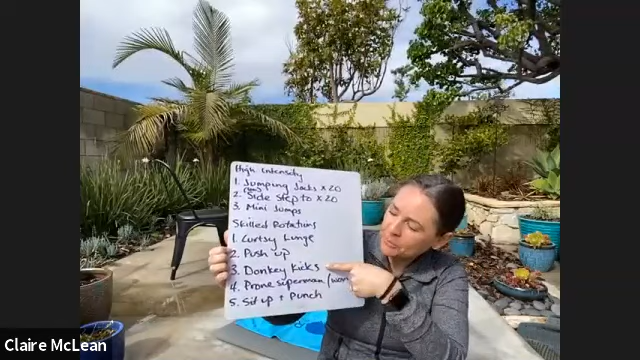 High Intensity
1. Jumping Jacks x 20
2. Side Step to x 20
3. Mini Jumps
Skilled Rotations
1. Curtsy Lunge
2. Push up
3. Donkey Kicks
4. Prone superman
5. Sit up + Punch
Claire McLean